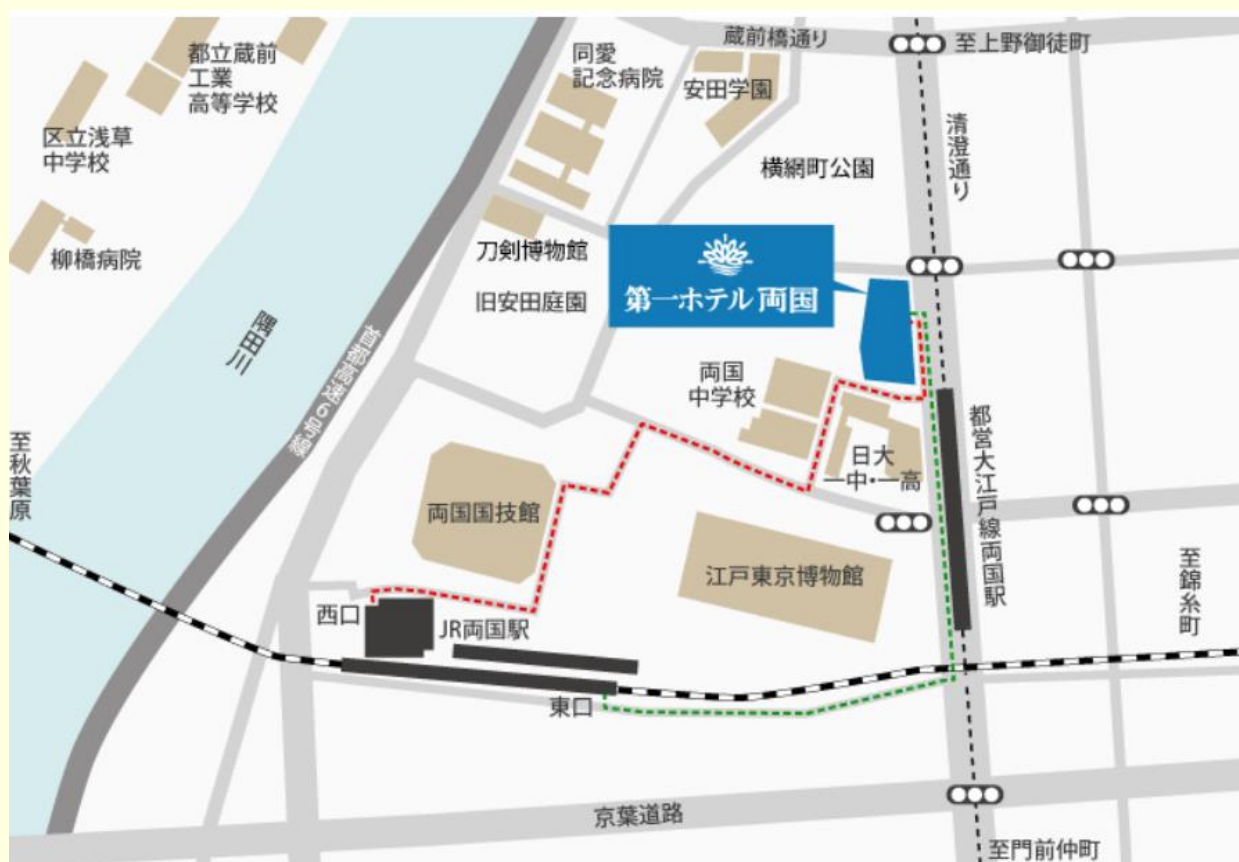 蔵前橋通り
至上野御徒町
都立蔵前
工業
高等学校
同愛
記念病院
安田学園
区立浅草
中学校
清澄通り
横網町公園
柳橋病院
刀剣博物館
第一ホテル両国
旧安田庭園
隅田川
首都高速6号線
両国
中学校
都営大江戸線両国駅
至秋葉原
日大
一中・一高
両国国技館
江戸東京博物館
至錦糸町
西口
JR両国駅
東口
京葉道路
至門前仲町